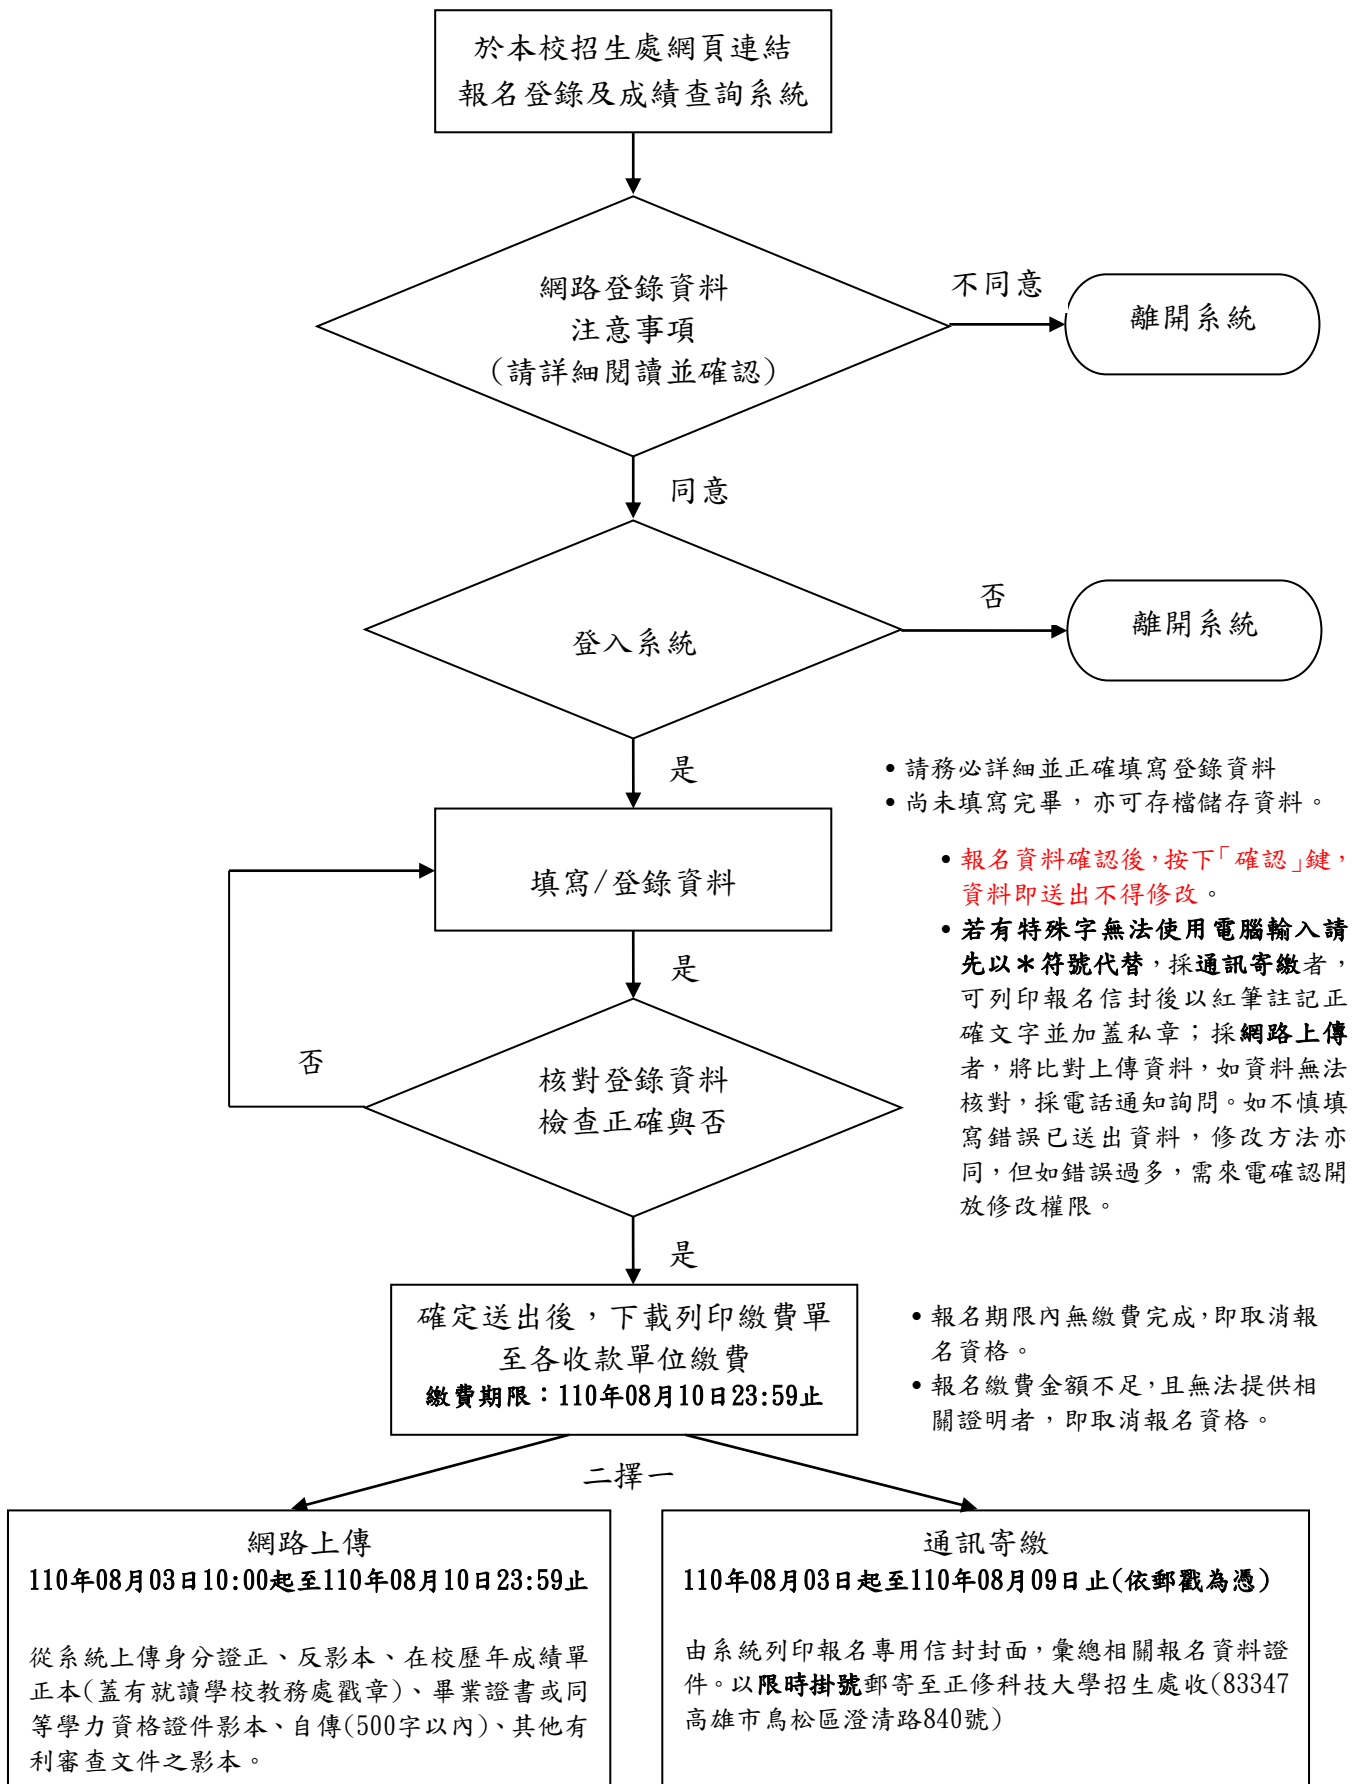 於本校招生處網頁連結
報名登錄及成績查詢系統
網路登錄資料
注意事項
(請詳細閱讀並確認)
不同意
離開系統
同意
登入系統
否
離開系統
是
•請務必詳細並正確填寫登錄資料
•尚未填寫完畢，亦可存檔儲存資料。
填寫/登錄資料
•報名資料確認後，按下「確認」鍵，
資料即送出不得修改。
•若有特殊字無法使用電腦輸入請
先以＊符號代替，採通訊寄繳者，
可列印報名信封後以紅筆註記正
確文字並加蓋私章；採網路上傳
者，將比對上傳資料，如資料無法
核對，採電話通知詢問。如不慎填
寫錯誤已送出資料，修改方法亦
同，但如錯誤過多，需來電確認開
放修改權限。
是
否
核對登錄資料
檢查正確與否
是
確定送出後，下載列印繳費單
至各收款單位繳費
繳費期限：110年08月10日23:59止
•報名期限內無繳費完成，即取消報
名資格。
•報名繳費金額不足，且無法提供相
關證明者，即取消報名資格。
二擇一
網路上傳
110年08月03日10:00起至110年08月10日23:59止
從系統上傳身分證正、反影本、在校歷年成績單
正本(蓋有就讀學校教務處戳章)、畢業證書或同
等學力資格證件影本、自傳(500字以內)、其他有
利審查文件之影本。
通訊寄繳
110年08月03日起至110年08月09日止(依郵戳為憑)
由系統列印報名專用信封封面，彙總相關報名資料證
件。以限時掛號郵寄至正修科技大學招生處收(83347
高雄市鳥松區澄清路840號)